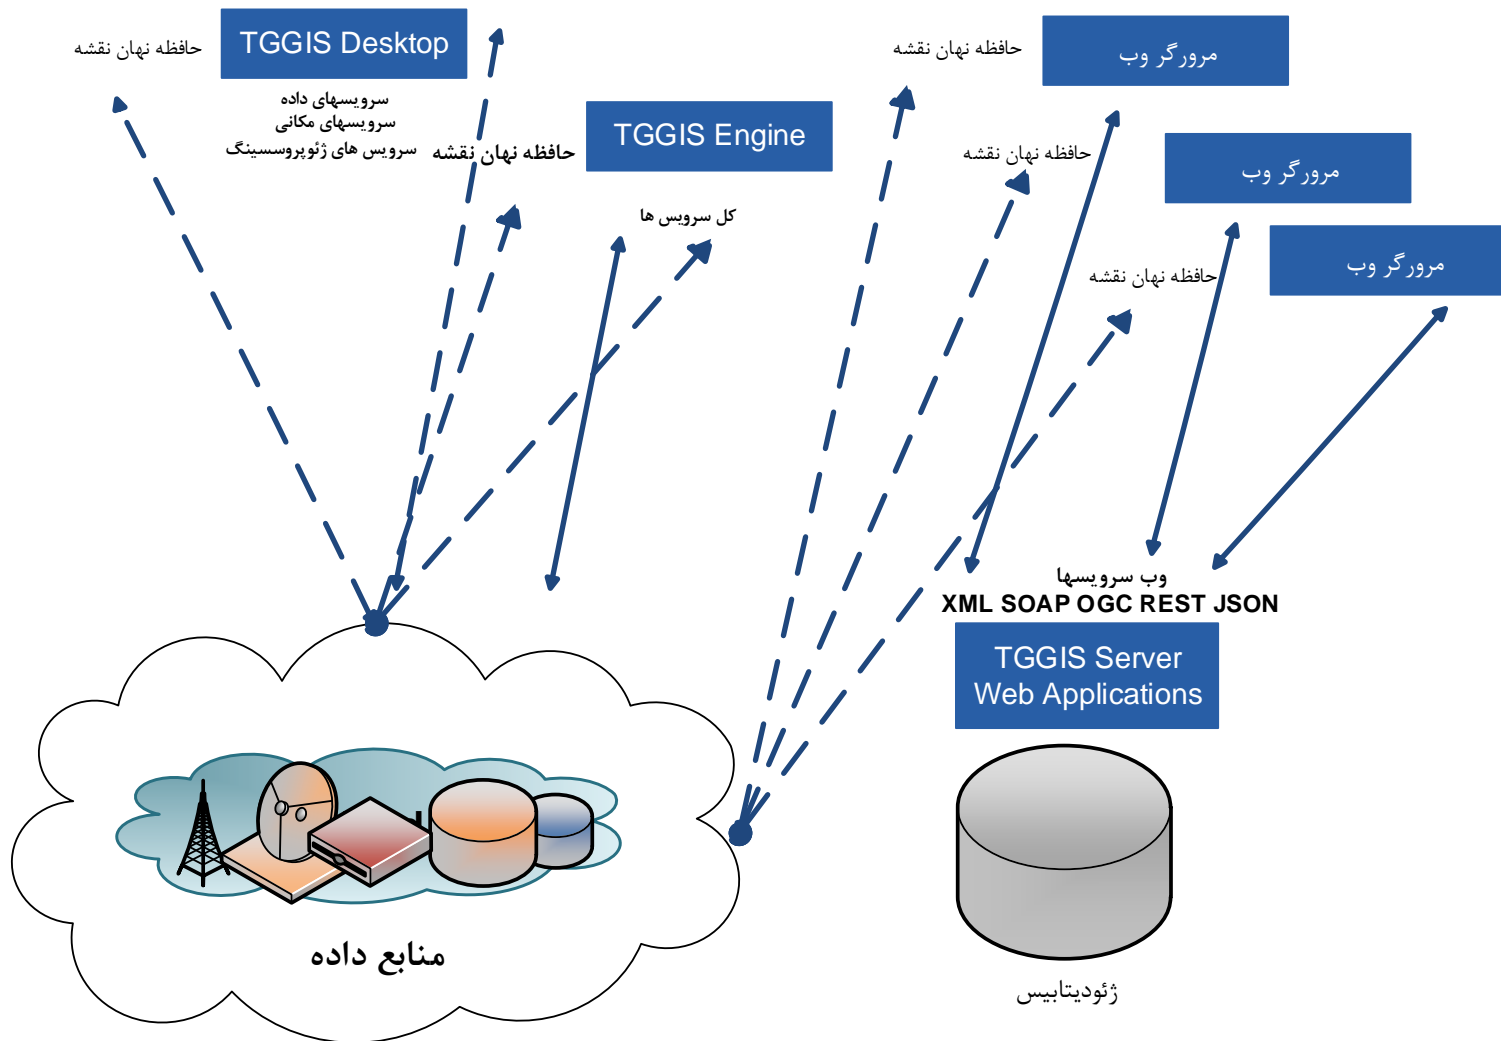 حافظه نهان نقشه
TGGIS Desktop
سرویسهای داده
سرویسهای مکانی
سرویس های ژئوپروسسینگ
حافظه نهان نقشه
TGGIS Engine
کل سرویس ها
حافظه نهان نقشه
مرورگر وب
حافظه نهان نقشه
مرورگر وب
حافظه نهان نقشه
مرورگر وب
وب سرویسها
XML SOAP OGC REST JSON
TGGIS Server
Web Applications
منابع داده
ژئودیتابیس